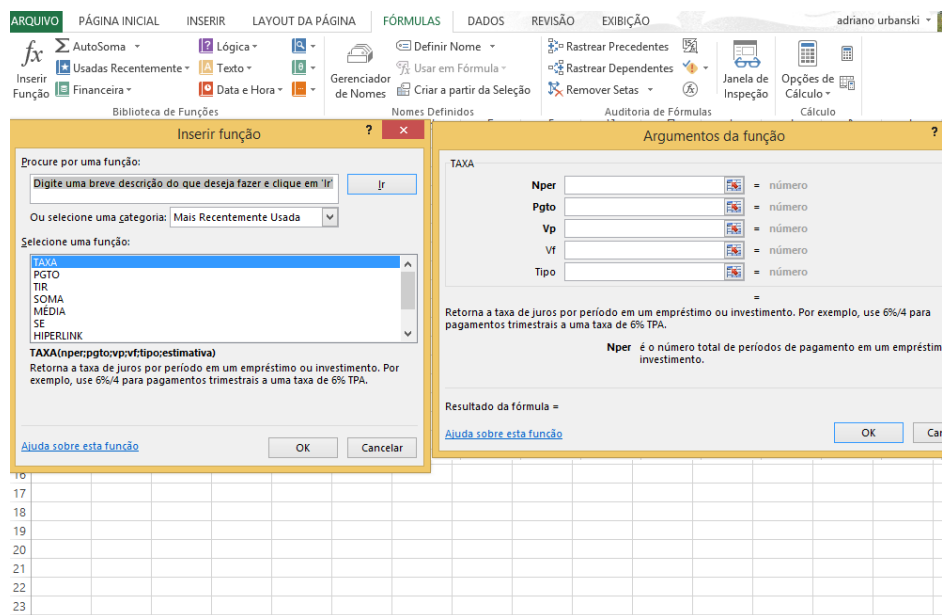 ARQUIVO PÁGINA INICIAL INSERIR LAYOUT DA PÁGINA FÓRMULAS DADOS REVISÃO EXIBIÇÃO adriano urbanski
fx
Inserir Função
AutoSoma
Usadas Recentemente
Financeira
Lógica
Texto
Data e Hora
Biblioteca de Funções
Gerenciador de Nomes
Definir Nome
Usar em Fórmula
Criar a partir da Seleção
Nomes Definidos
Rastrear Precedentes
Rastrear Dependentes
Remover Setas
fx
Auditoria de Fórmulas
Janela de Inspeção
Opções de Cálculo
Cálculo
Inserir função ? ×
Procure por uma função:
Digite uma breve descrição do que deseja fazer e clique em 'Ir' Ir
Ou selecione uma categoria: Mais Recentemente Usada
Selecione uma função:
TAXA
PGTO
TIR
SOMA
MÉDIA
SE
HIPERLINK
TAXA(nper;pgto;vp;vf;tipo;estimativa)
Retorna a taxa de juros por período em um empréstimo ou investimento. Por
exemplo, use 6%/4 para pagamentos trimestrais a uma taxa de 6% TPA.
Ajuda sobre esta função OK Cancelar
Argumentos da função ?
TAXA
Nper = número
Pgto = número
Vp = número
Vf = número
Tipo = número
=
Retorna a taxa de juros por período em um empréstimo ou investimento. Por exemplo, use 6%/4 para
pagamentos trimestrais a uma taxa de 6% TPA.
Nper é o número total de períodos de pagamento em um empréstim
investimento.
Resultado da fórmula =
Ajuda sobre esta função OK Can
16
17
18
19
20
21
22
23